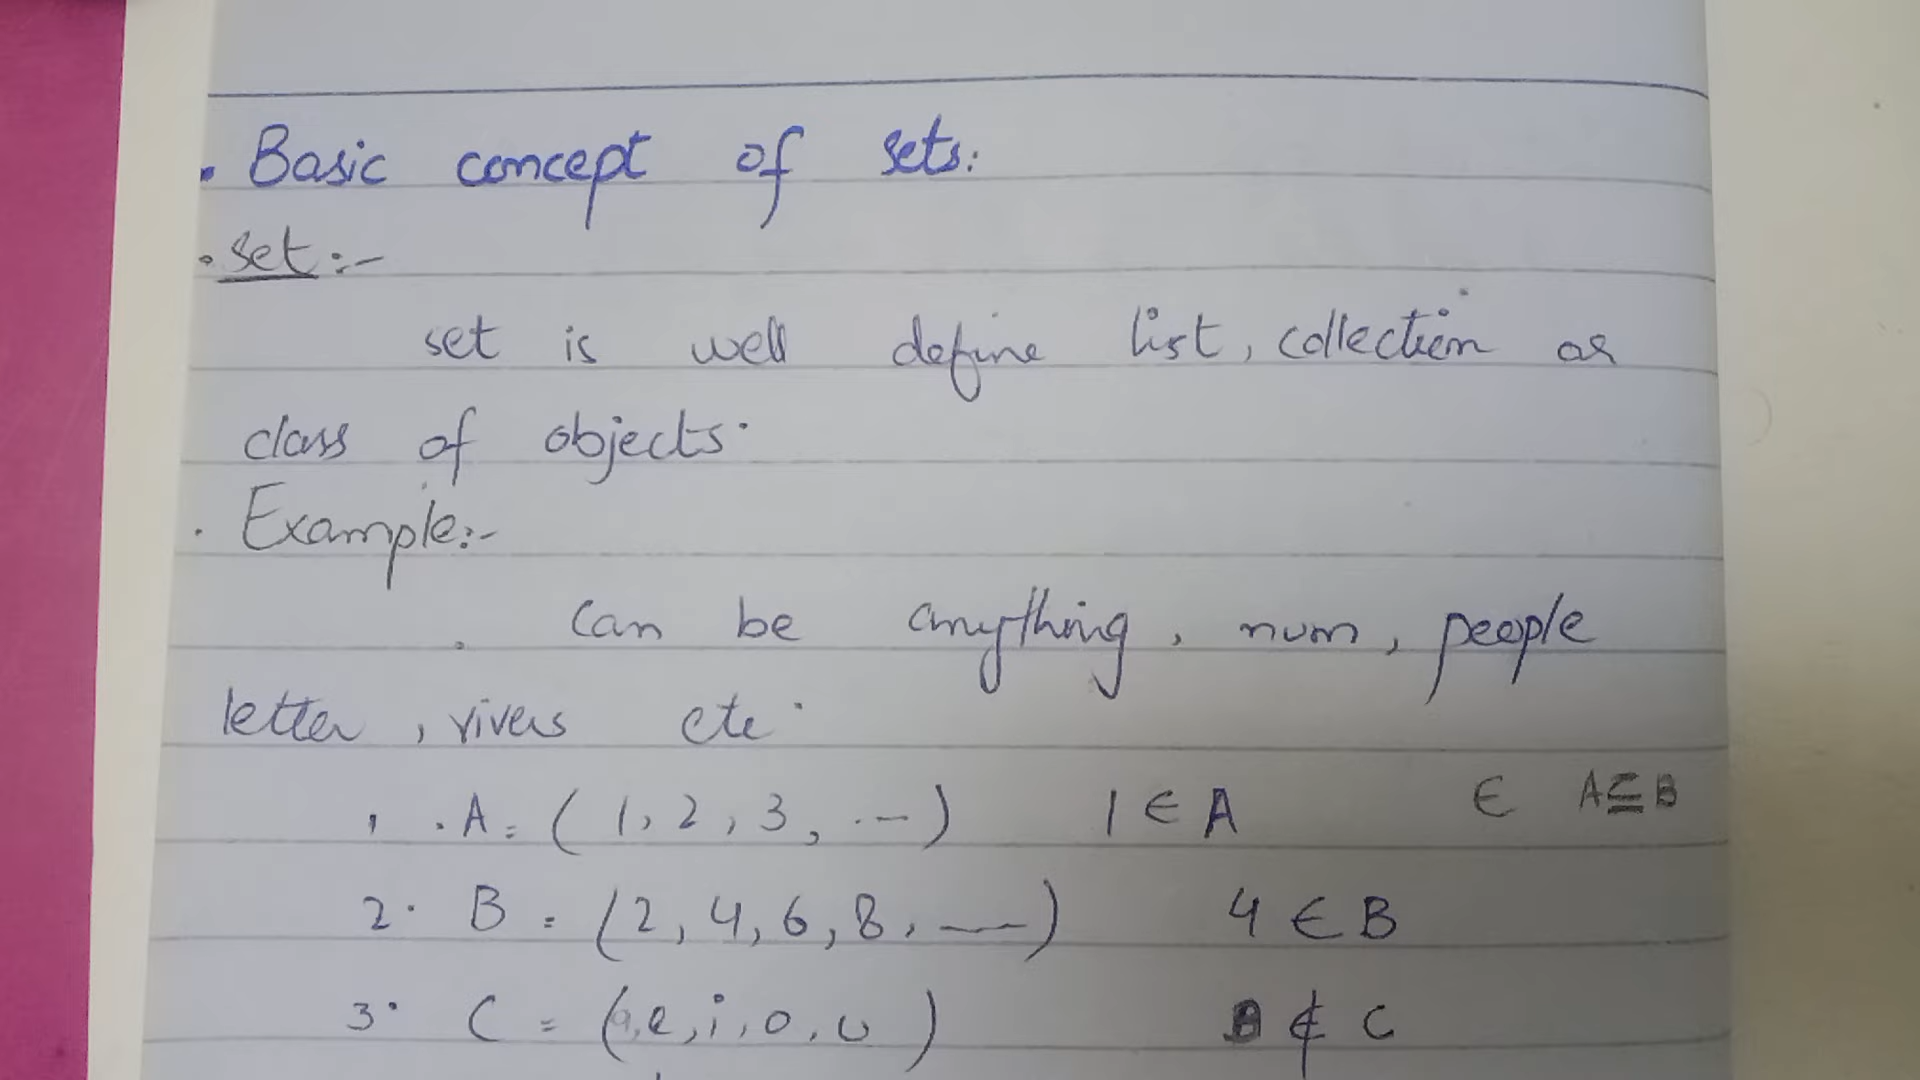 . Basic concept of sets:
. set :-
set is well define list, collection or
class of objects.
. Example:-
. Can be anything, num, people
letter, rivers etc.
1. A = ( 1, 2, 3, ... ) 1 ∈ A ∈ A ⊆ B
2. B = (2, 4, 6, 8, ...) 4 ∈ B
3. C = (a, e, i, o, u ) B ∉ C